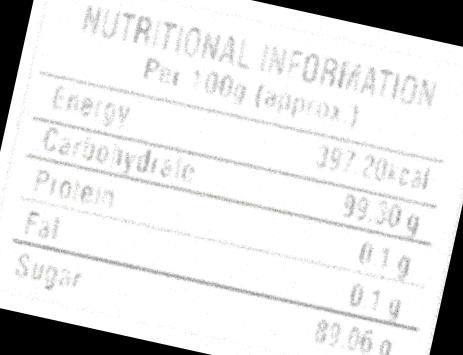 NUTRITIONAL INFORMATION
Per 100g (approx.)
Energy 397.20kcal
Carbohydrate 99.30 g
Protein 0.1 g
Fat 0.1 g
Sugar 89.06 g